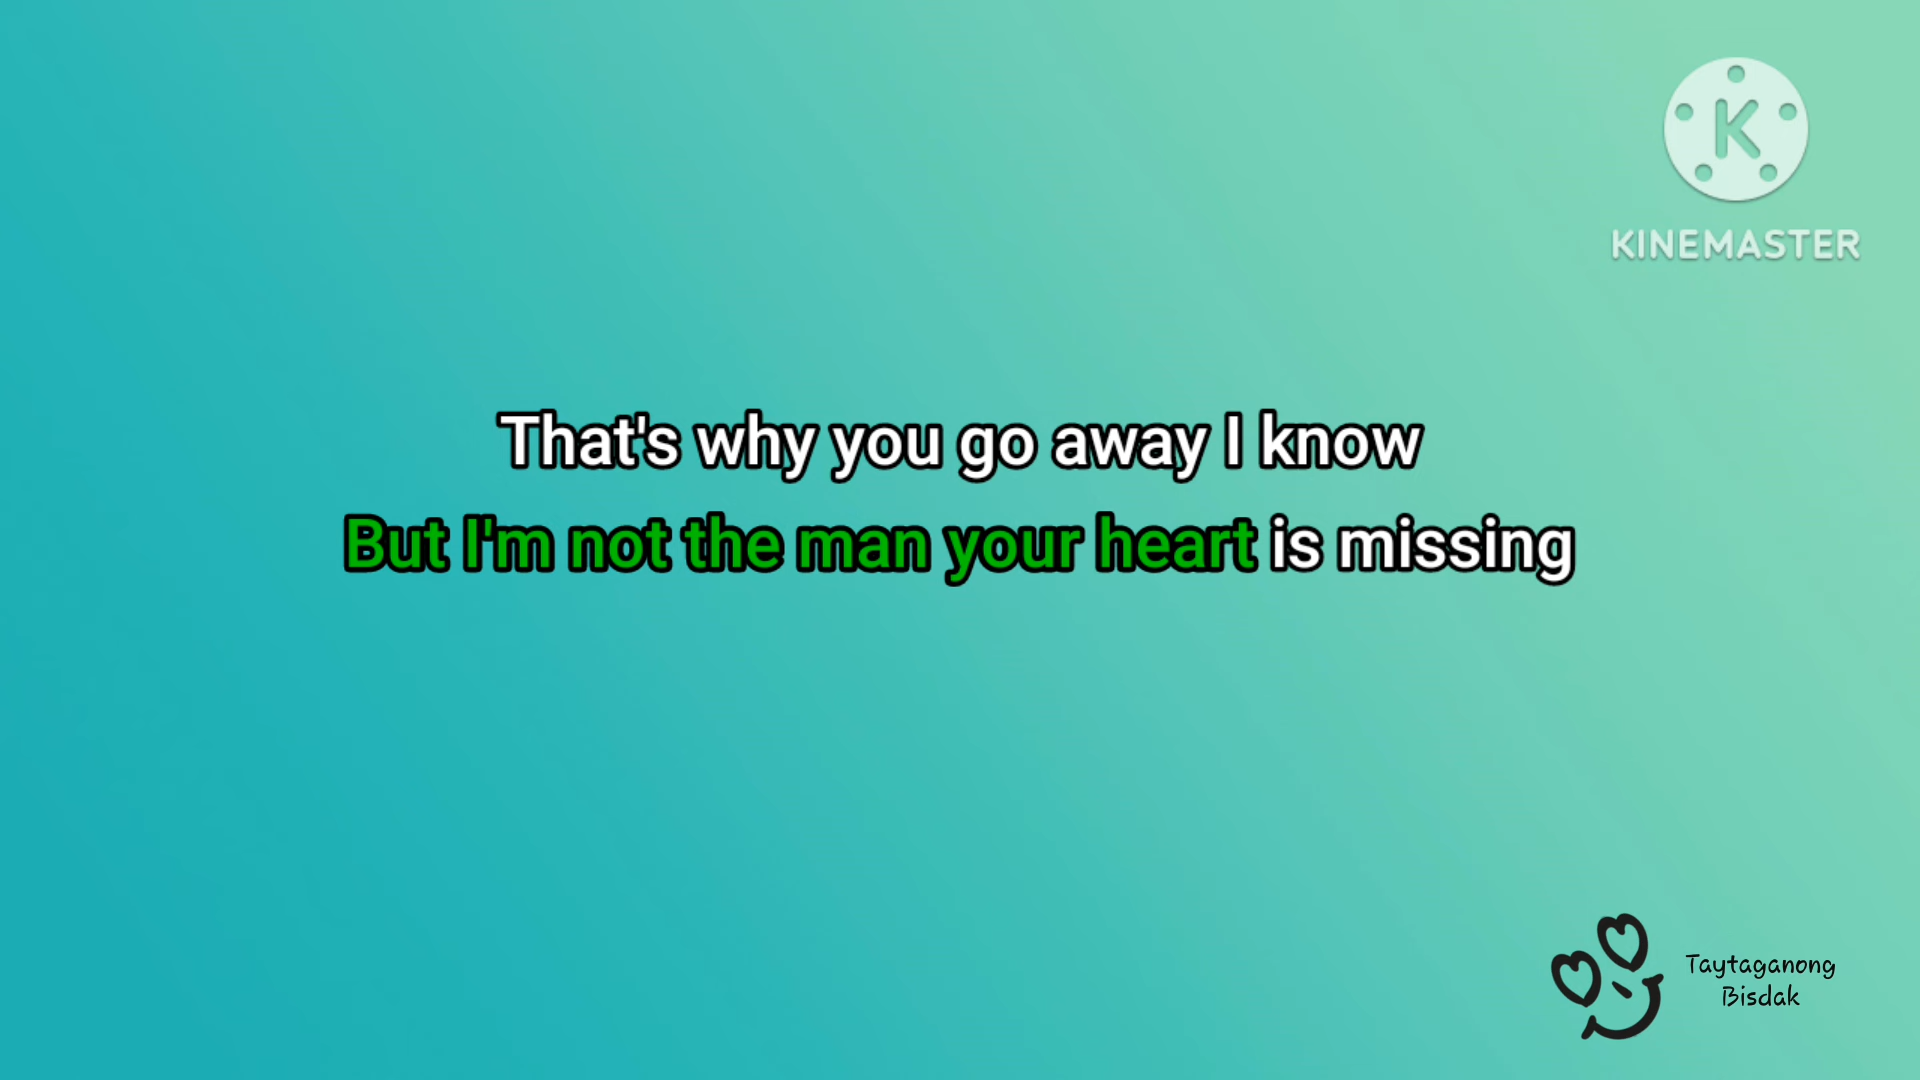 K
KINEMASTER
That's why you go away I know
But I'm not the man your heart is missing
Taytaganong
Bisdak